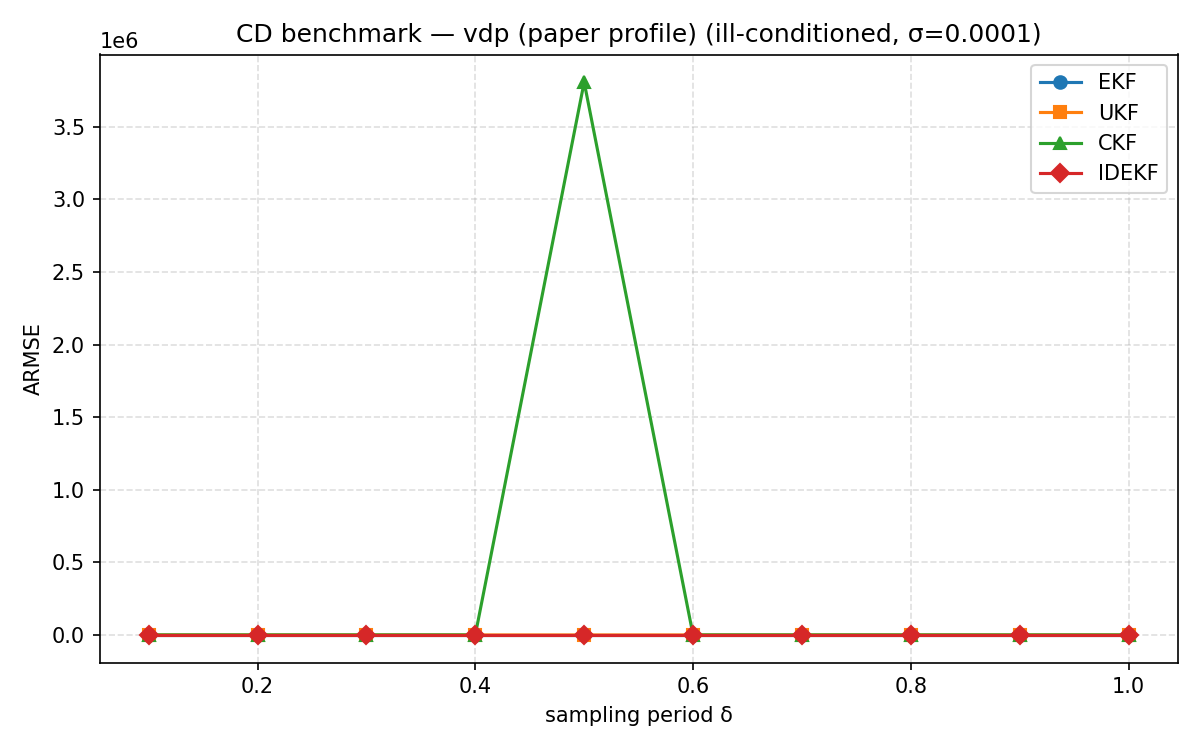 CD benchmark — vdp (paper profile) (ill-conditioned, σ=0.0001)
1e6
EKF
UKF
CKF
IDEKF
ARMSE
3.5
3.0
2.5
2.0
1.5
1.0
0.5
0.0
0.2 0.4 0.6 0.8 1.0
sampling period δ